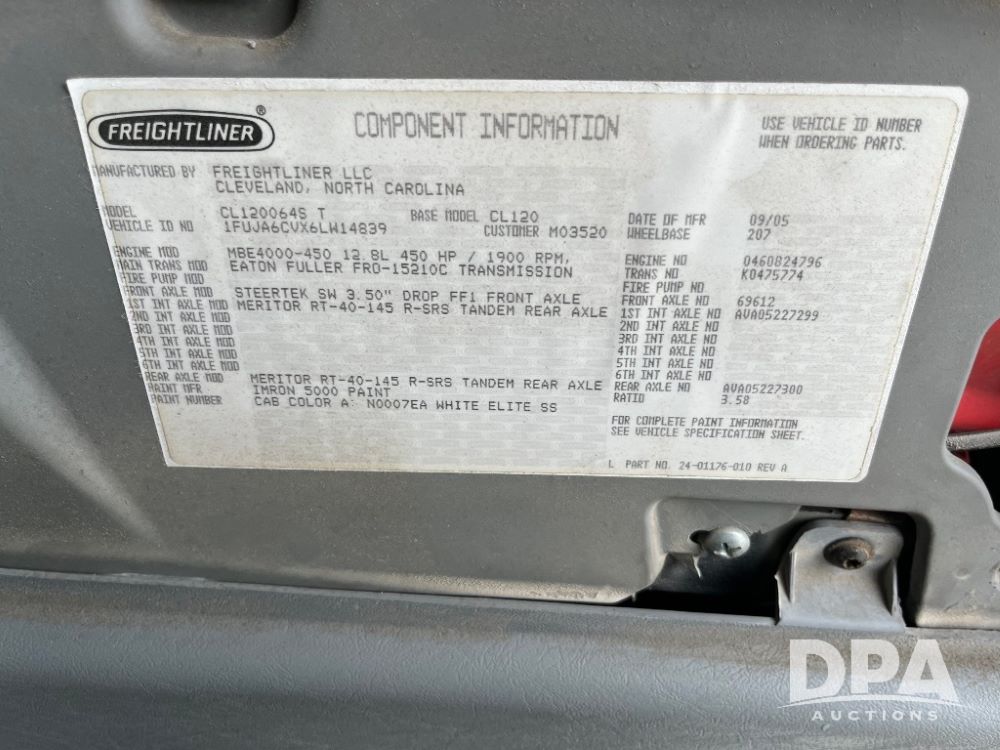 FREIGHTLINER®
COMPONENT INFORMATION
USE VEHICLE ID NUMBER
WHEN ORDERING PARTS.
MANUFACTURED BY FREIGHTLINER LLC
CLEVELAND, NORTH CAROLINA
MODEL CL120064S T BASE MODEL CL120 DATE OF MFR 09/05
VEHICLE ID NO 1FUJA6CVX6LW14839 CUSTOMER M03520 WHEELBASE 207
ENGINE MOD MBE4000-450 12.8L 450 HP / 1900 RPM, ENGINE NO 0460824796
MAIN TRANS MOD EATON FULLER FRO-15210C TRANSMISSION TRANS NO K0475774
FIRE PUMP MOD FIRE PUMP NO
FRONT AXLE MOD STEERTEK SW 3.50" DROP FF1 FRONT AXLE FRONT AXLE NO 69612
1ST INT AXLE MOD MERITOR RT-40-145 R-SRS TANDEM REAR AXLE 1ST INT AXLE NO AVA05227299
2ND INT AXLE MOD 2ND INT AXLE NO
3RD INT AXLE MOD 3RD INT AXLE NO
4TH INT AXLE MOD 4TH INT AXLE NO
5TH INT AXLE MOD 5TH INT AXLE NO
6TH INT AXLE MOD 6TH INT AXLE NO
REAR AXLE MOD MERITOR RT-40-145 R-SRS TANDEM REAR AXLE REAR AXLE NO AVA05227300
PAINT MFR IMRON 5000 PAINT RATIO 3.58
PAINT NUMBER CAB COLOR A: N0007EA WHITE ELITE SS
FOR COMPLETE PAINT INFORMATION
SEE VEHICLE SPECIFICATION SHEET.
L PART NO. 24-01176-010 REV A
DPA
AUCTIONS